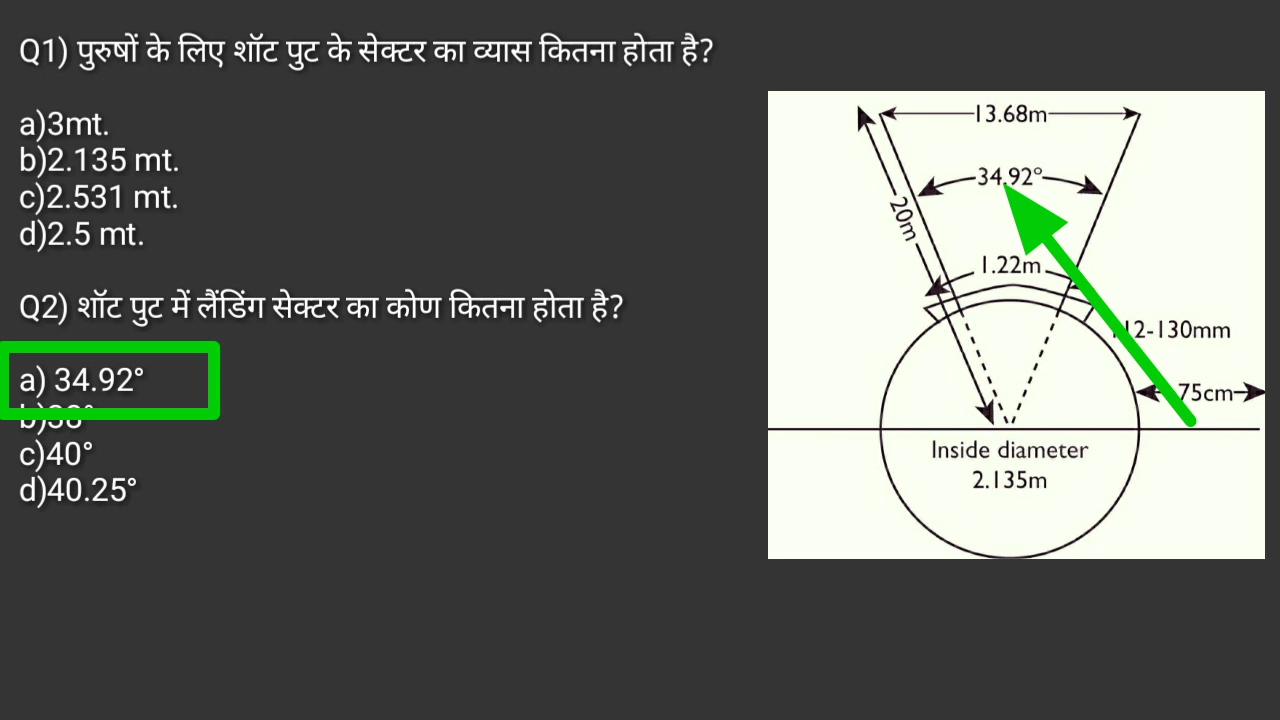 Q1) पुरुषों के लिए शॉट पुट के सेक्टर का व्यास कितना होता है?
a)3mt.
b)2.135 mt.
c)2.531 mt.
d)2.5 mt.
Q2) शॉट पुट में लैंडिंग सेक्टर का कोण कितना होता है?
a) 34.92°
c)40°
d)40.25°
13.68m
34.92°
20m
1.22m
2-130mm
75cm
Inside diameter
2.135m